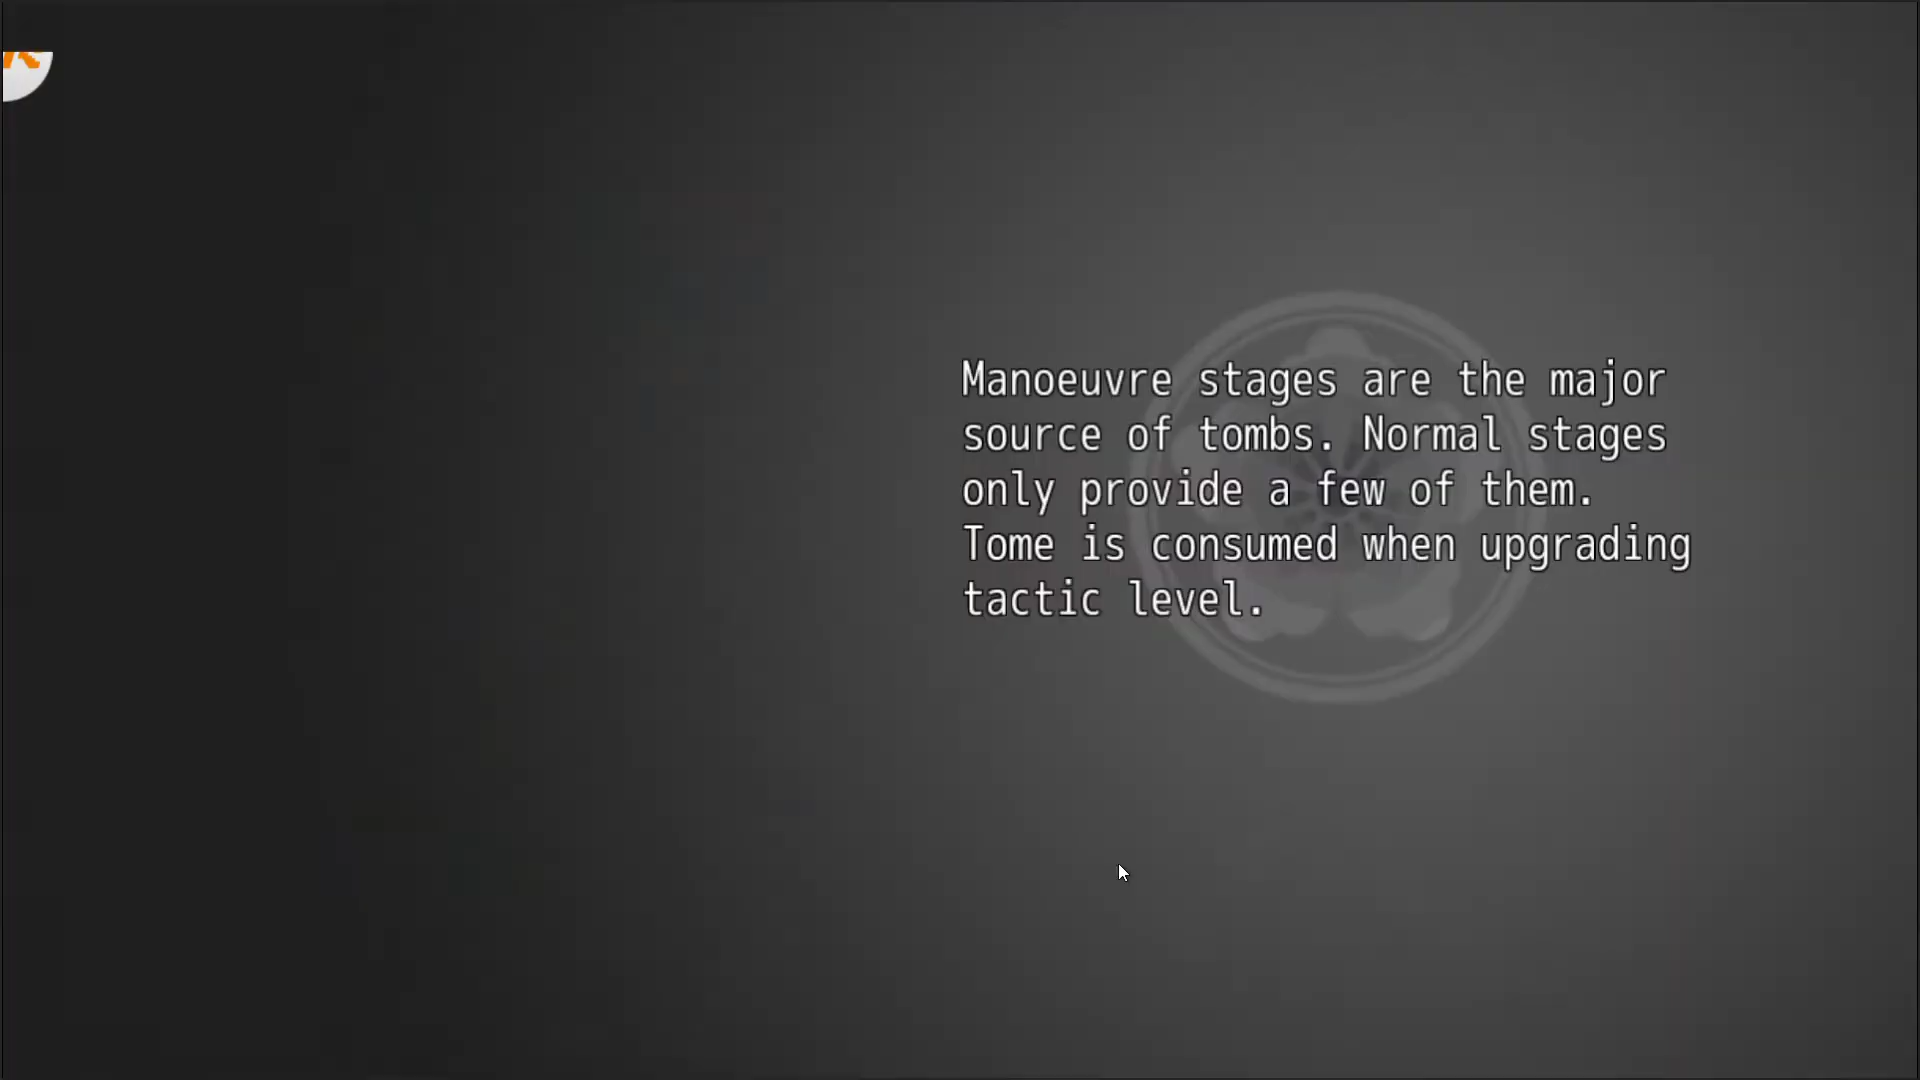 Manoeuvre stages are the major
source of tombs. Normal stages
only provide a few of them.
Tome is consumed when upgrading
tactic level.